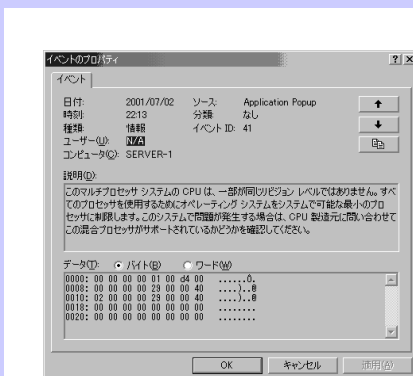 イベントのプロパティ
イベント
日付: 2001/07/02 ソース: Application Popup
時刻: 22:13 分類: なし
種類: 情報 イベント ID: 41
ユーザー(U): N/A
コンピュータ(C): SERVER-1
説明(D):
このマルチプロセッサ システムの CPU は、一部が同じリビジョン レベルではありません。すべ
てのプロセッサを使用するためにオペレーティング システムをシステムで可能な最小のプロ
セッサに制限します。このシステムで問題が発生する場合は、CPU 製造元に問い合わせて
この混合プロセッサがサポートされているかどうかを確認してください。
データ(T): バイト(B) ワード(W)
0000: 00 00 00 00 01 00 d4 00 ......Ô.
0008: 00 00 00 00 29 00 00 40 ....)..@
0010: 02 00 00 00 29 00 00 40 ....)..@
0018: 00 00 00 00 00 00 00 00 ........
0020: 00 00 00 00 00 00 00 00 ........
OK キャンセル 適用(A)